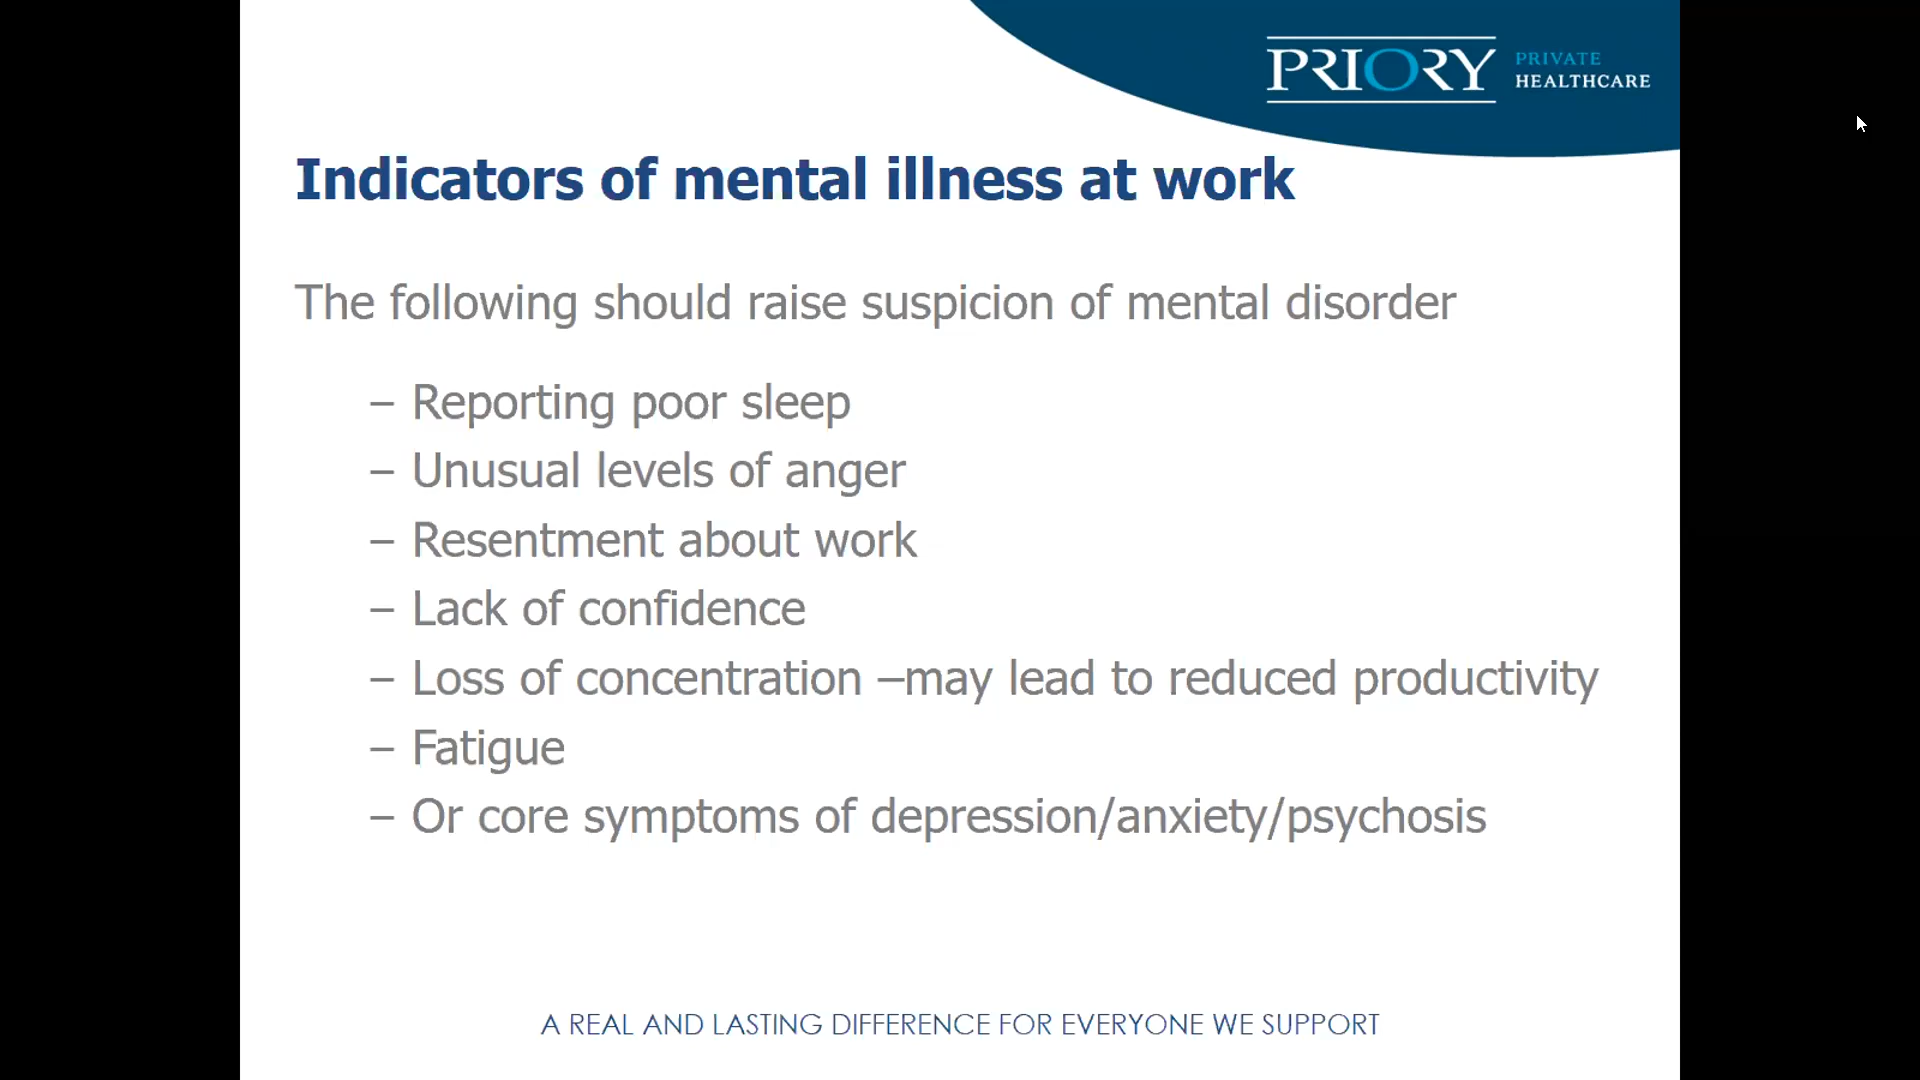 PRIORY PRIVATE HEALTHCARE
Indicators of mental illness at work
The following should raise suspicion of mental disorder
– Reporting poor sleep
– Unusual levels of anger
– Resentment about work
– Lack of confidence
– Loss of concentration –may lead to reduced productivity
– Fatigue
– Or core symptoms of depression/anxiety/psychosis
A REAL AND LASTING DIFFERENCE FOR EVERYONE WE SUPPORT